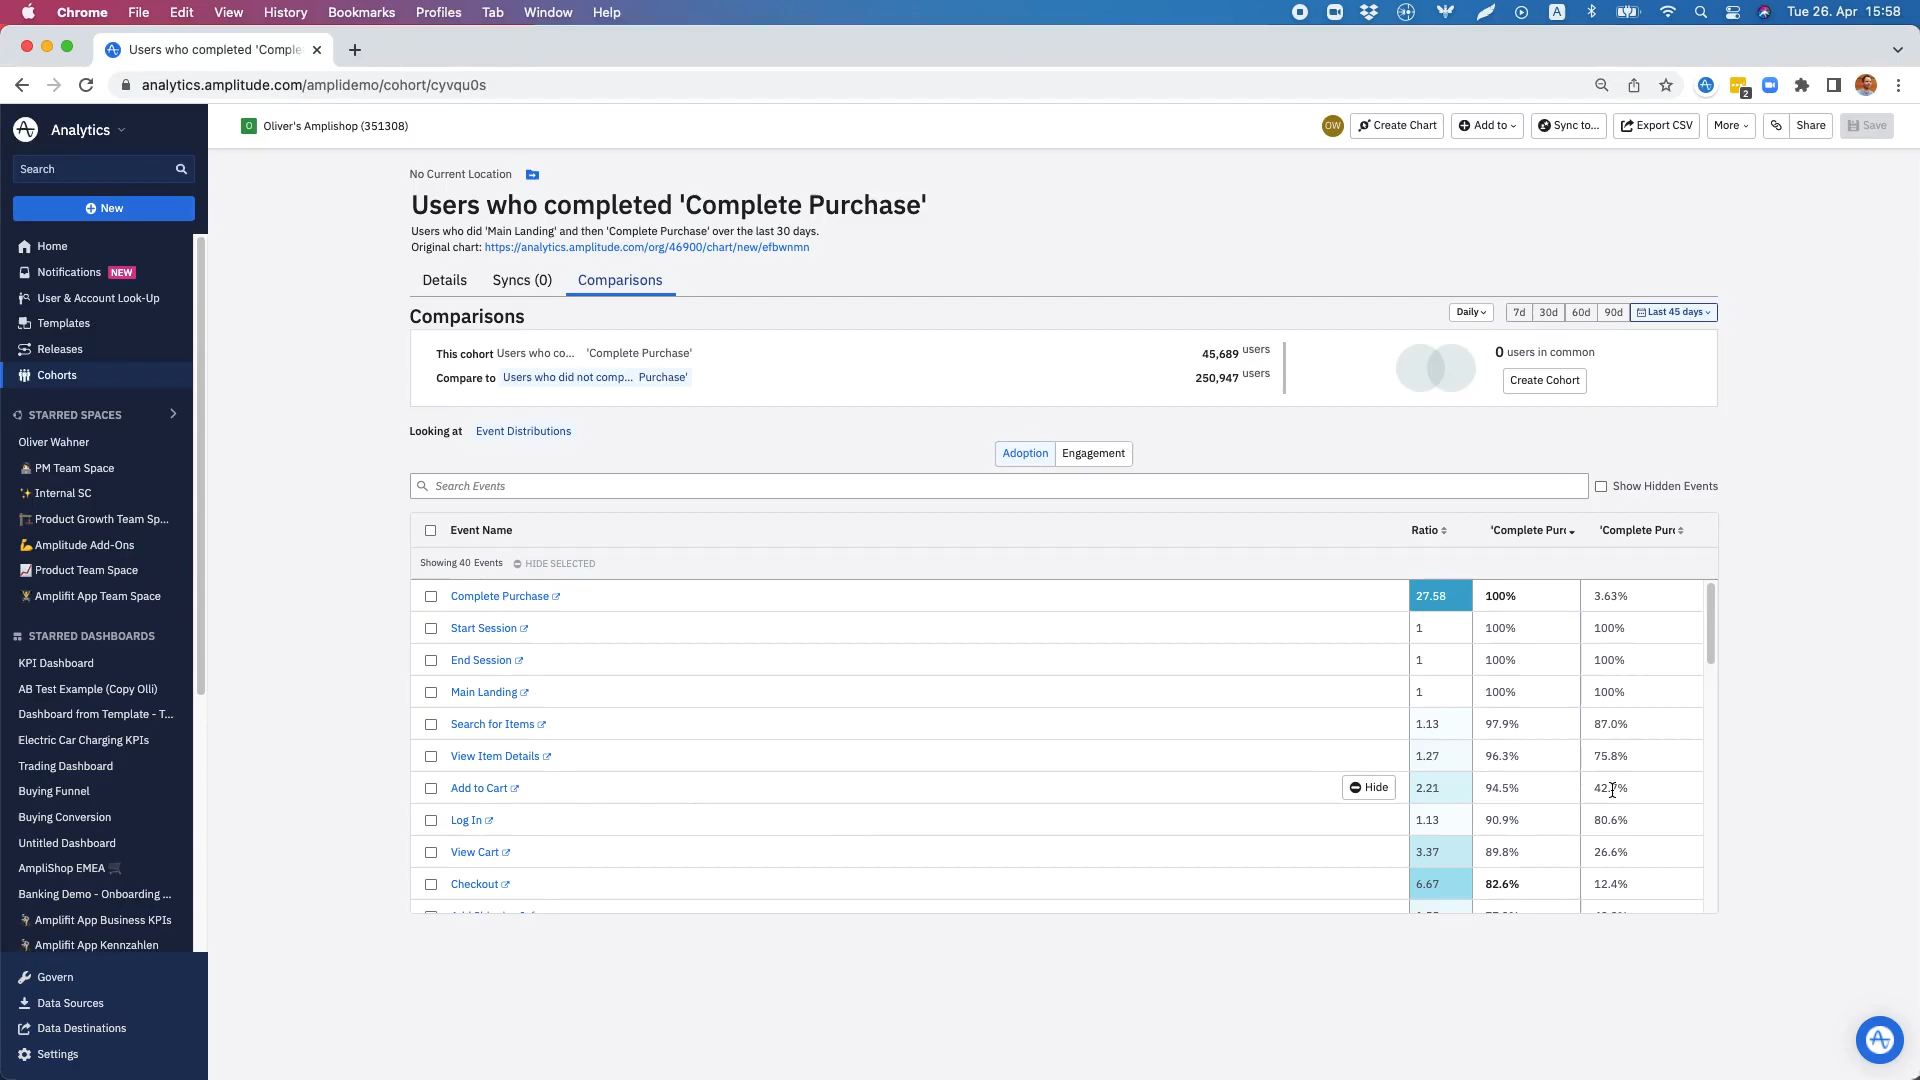 Chrome File Edit View History Bookmarks Profiles Tab Window Help A Tue 26. Apr 15:58
Users who completed 'Comple
analytics.amplitude.com/amplidemo/cohort/cyvqu0s 2
Analytics
Search
New
Home
Notifications NEW
User & Account Look-Up
Templates
Releases
Cohorts
STARRED SPACES
Oliver Wahner
PM Team Space
Internal SC
Product Growth Team Sp...
Amplitude Add-Ons
Product Team Space
Amplifit App Team Space
STARRED DASHBOARDS
KPI Dashboard
AB Test Example (Copy Olli)
Dashboard from Template - T...
Electric Car Charging KPIs
Trading Dashboard
Buying Funnel
Buying Conversion
Untitled Dashboard
AmpliShop EMEA
Banking Demo - Onboarding ...
Amplifit App Business KPIs
Amplifit App Kennzahlen
Govern
Data Sources
Data Destinations
Settings
O Oliver's Amplishop (351308) OW Create Chart Add to Sync to... Export CSV More Share Save
No Current Location
Users who completed 'Complete Purchase'
Users who did 'Main Landing' and then 'Complete Purchase' over the last 30 days.
Original chart: https://analytics.amplitude.com/org/46900/chart/new/efbwnmn
Details Syncs (0) Comparisons
Comparisons Daily 7d 30d 60d 90d Last 45 days
This cohort Users who co... 'Complete Purchase' 45,689 users 0 users in common
Compare to Users who did not comp... Purchase' 250,947 users Create Cohort
Looking at Event Distributions
Adoption Engagement
Search Events Show Hidden Events
Event Name Ratio 'Complete Purc 'Complete Purc
Showing 40 Events HIDE SELECTED
Complete Purchase 27.58 100% 3.63%
Start Session 1 100% 100%
End Session 1 100% 100%
Main Landing 1 100% 100%
Search for Items 1.13 97.9% 87.0%
View Item Details 1.27 96.3% 75.8%
Add to Cart Hide 2.21 94.5%
Log In 1.13 90.9% 80.6%
View Cart 3.37 89.8% 26.6%
Checkout 6.67 82.6% 12.4%